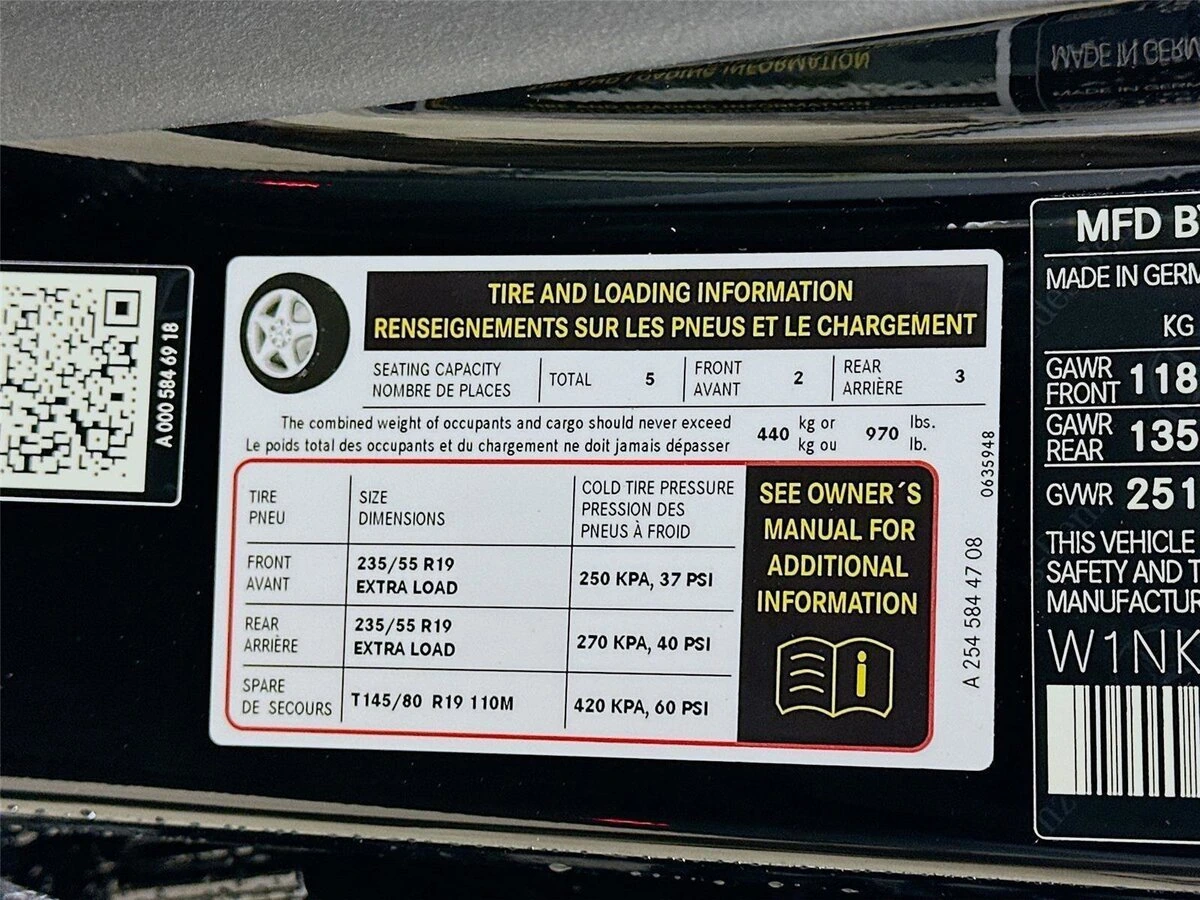 LOADING INFORMATION
MADE IN GERM
A 000 584 69 18
TIRE AND LOADING INFORMATION
RENSEIGNEMENTS SUR LES PNEUS ET LE CHARGEMENT
SEATING CAPACITY
NOMBRE DE PLACES
TOTAL 5
FRONT
AVANT 2
REAR
ARRIÈRE 3
The combined weight of occupants and cargo should never exceed
Le poids total des occupants et du chargement ne doit jamais dépasser
440 kg or
kg ou
970 lbs.
lb.
TIRE
PNEU
SIZE
DIMENSIONS
COLD TIRE PRESSURE
PRESSION DES
PNEUS À FROID
FRONT
AVANT
235/55 R19
EXTRA LOAD
250 KPA, 37 PSI
REAR
ARRIÈRE
235/55 R19
EXTRA LOAD
270 KPA, 40 PSI
SPARE
DE SECOURS
T145/80 R19 110M
420 KPA, 60 PSI
SEE OWNER´S
MANUAL FOR
ADDITIONAL
INFORMATION
i
0635948
A 254 584 47 08
MFD B
MADE IN GERM
KG
GAWR
FRONT 118
GAWR
REAR 135
GVWR 251
THIS VEHICLE
SAFETY AND T
MANUFACTUR
W1NK